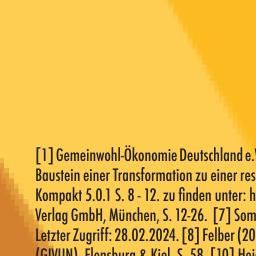 [1] Gemeinwohl-Ökonomie Deutschland e.V
Baustein einer Transformation zu einer res
Kompakt 5.0.1 S. 8 - 12. zu finden unter: h
Verlag GmbH, München, S. 12-26. [7] Som
Letzter Zugriff: 28.02.2024. [8] Felber (20
(GIVUN), Flensburg & Kiel, S. 58. [10] Hei